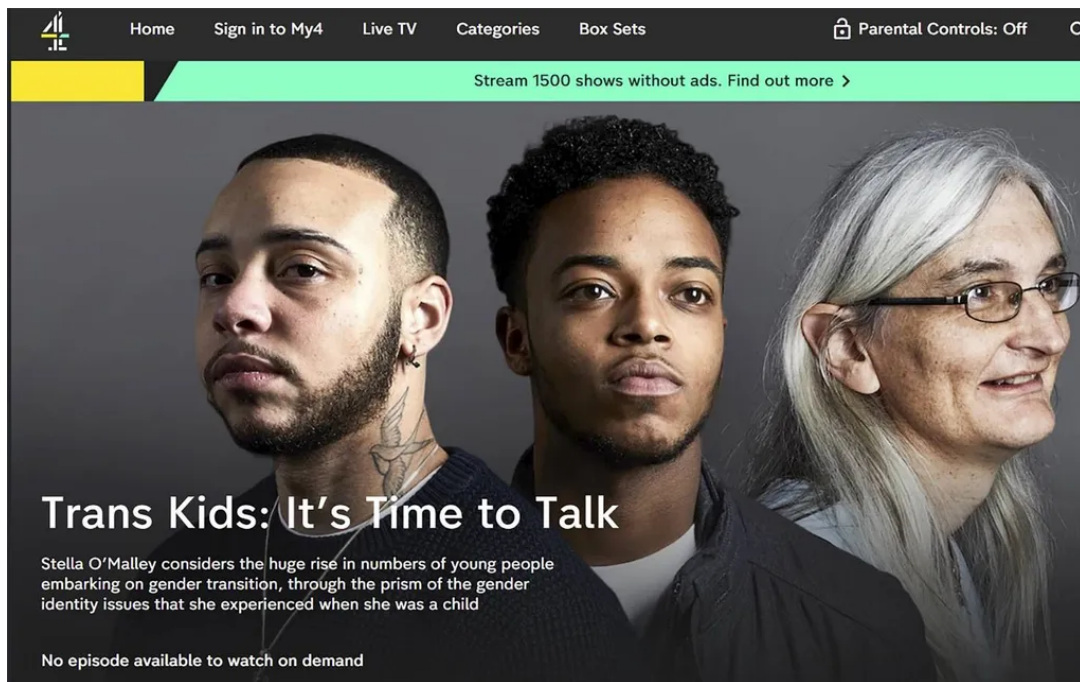 Home Sign in to My4 Live TV Categories Box Sets Parental Controls: Off
Stream 1500 shows without ads. Find out more >
Trans Kids: It's Time to Talk
Stella O'Malley considers the huge rise in numbers of young people
embarking on gender transition, through the prism of the gender
identity issues that she experienced when she was a child
No episode available to watch on demand